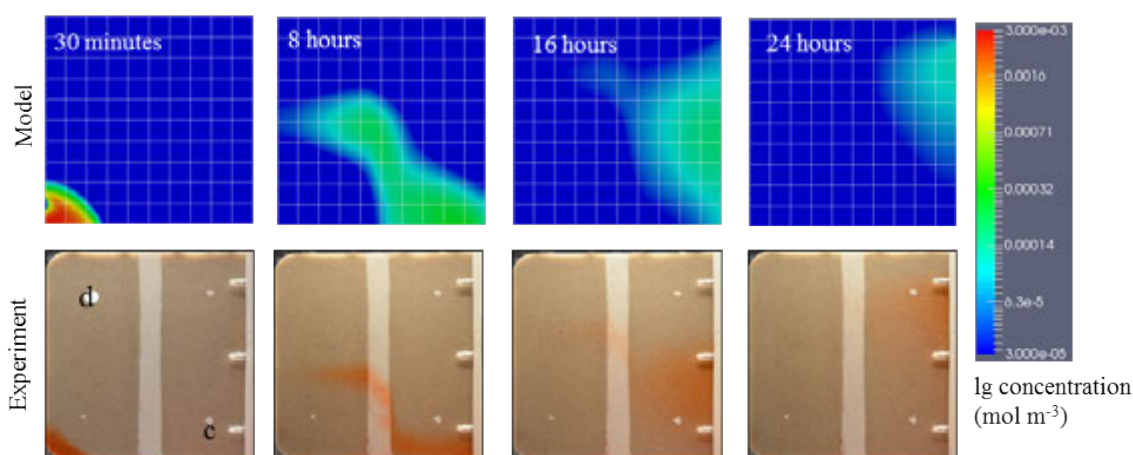 30 minutes
8 hours
16 hours
24 hours
Model
3.000e-03
0.0016
0.00071
0.00032
0.00014
6.3e-5
3.000e-05
lg concentration
(mol m⁻³)
Experiment
d
c